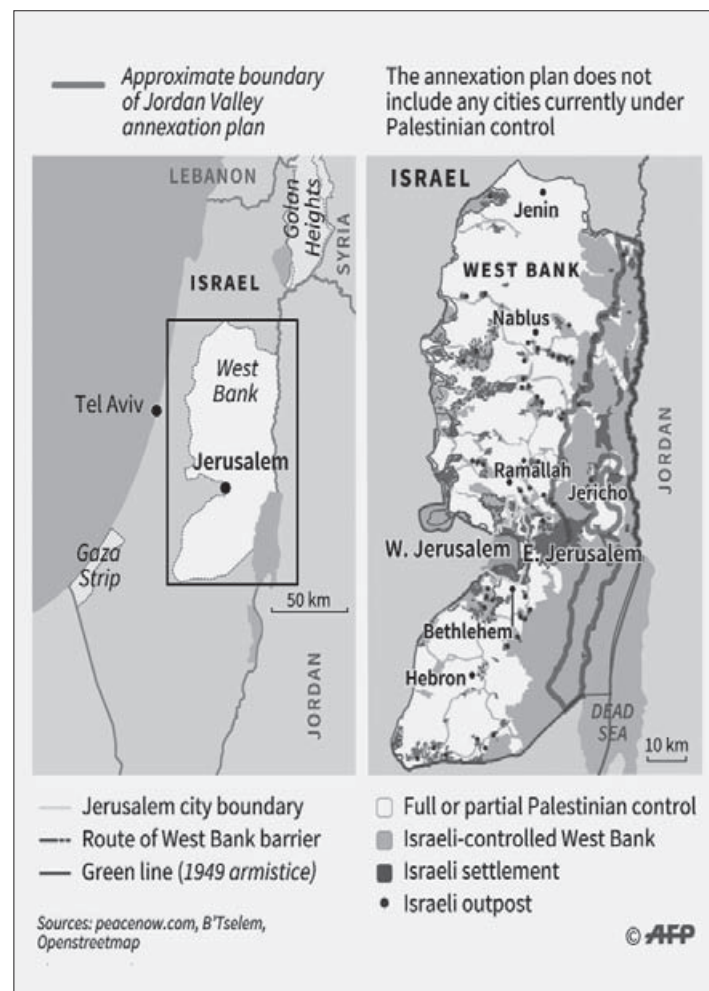 Approximate boundary
of Jordan Valley
annexation plan
The annexation plan does not
include any cities currently under
Palestinian control
LEBANON
Golan
Heights
SYRIA
ISRAEL
West
Bank
Tel Aviv
Jerusalem
Gaza
Strip
50 km
JORDAN
ISRAEL
Jenin
WEST BANK
Nablus
JORDAN
Ramallah
Jericho
W. Jerusalem
E. Jerusalem
Bethlehem
Hebron
DEAD
SEA
10 km
Jerusalem city boundary
Route of West Bank barrier
Green line (1949 armistice)
Full or partial Palestinian control
Israeli-controlled West Bank
Israeli settlement
Israeli outpost
Sources: peacenow.com, B'Tselem,
Openstreetmap
© AFP